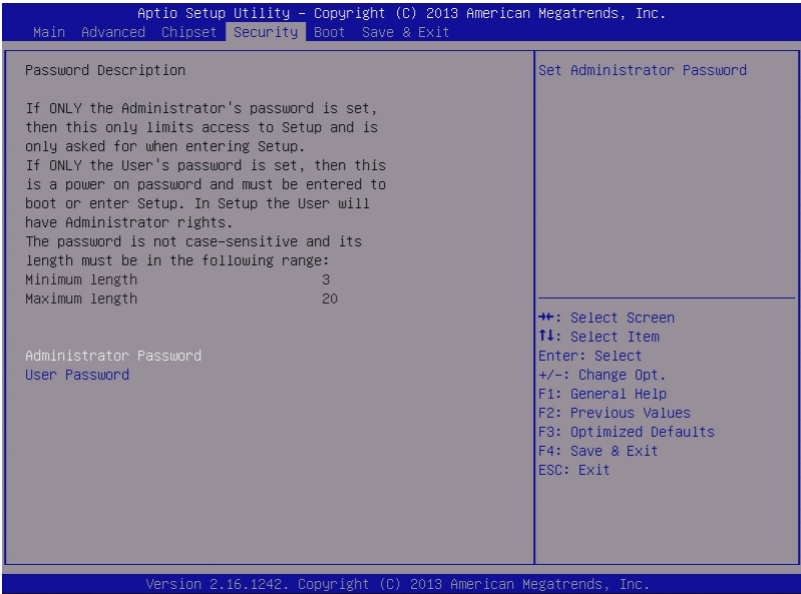 Aptio Setup Utility – Copyright (C) 2013 American Megatrends, Inc.
Main Advanced Chipset Security Boot Save & Exit
Password Description
If ONLY the Administrator's password is set,
then this only limits access to Setup and is
only asked for when entering Setup.
If ONLY the User's password is set, then this
is a power on password and must be entered to
boot or enter Setup. In Setup the User will
have Administrator rights.
The password is not case-sensitive and its
length must be in the following range:
Minimum length 3
Maximum length 20
Administrator Password
User Password
Set Administrator Password
→←: Select Screen
↑↓: Select Item
Enter: Select
+/-: Change Opt.
F1: General Help
F2: Previous Values
F3: Optimized Defaults
F4: Save & Exit
ESC: Exit
Version 2.16.1242. Copyright (C) 2013 American Megatrends, Inc.